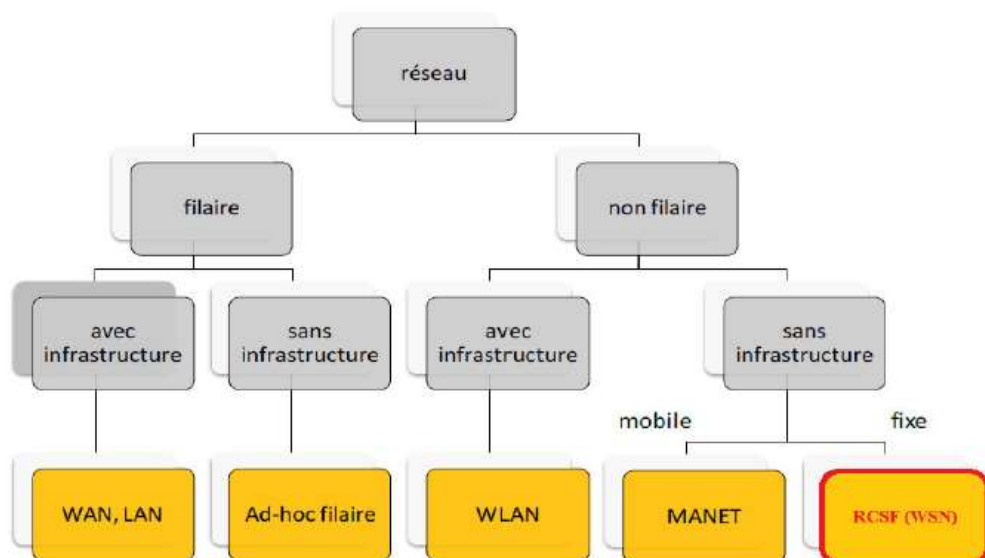 réseau
filaire
non filaire
avec
infrastructure
sans
infrastructure
avec
infrastructure
sans
infrastructure
mobile
fixe
WAN, LAN
Ad-hoc filaire
WLAN
MANET
RCSF (WSN)